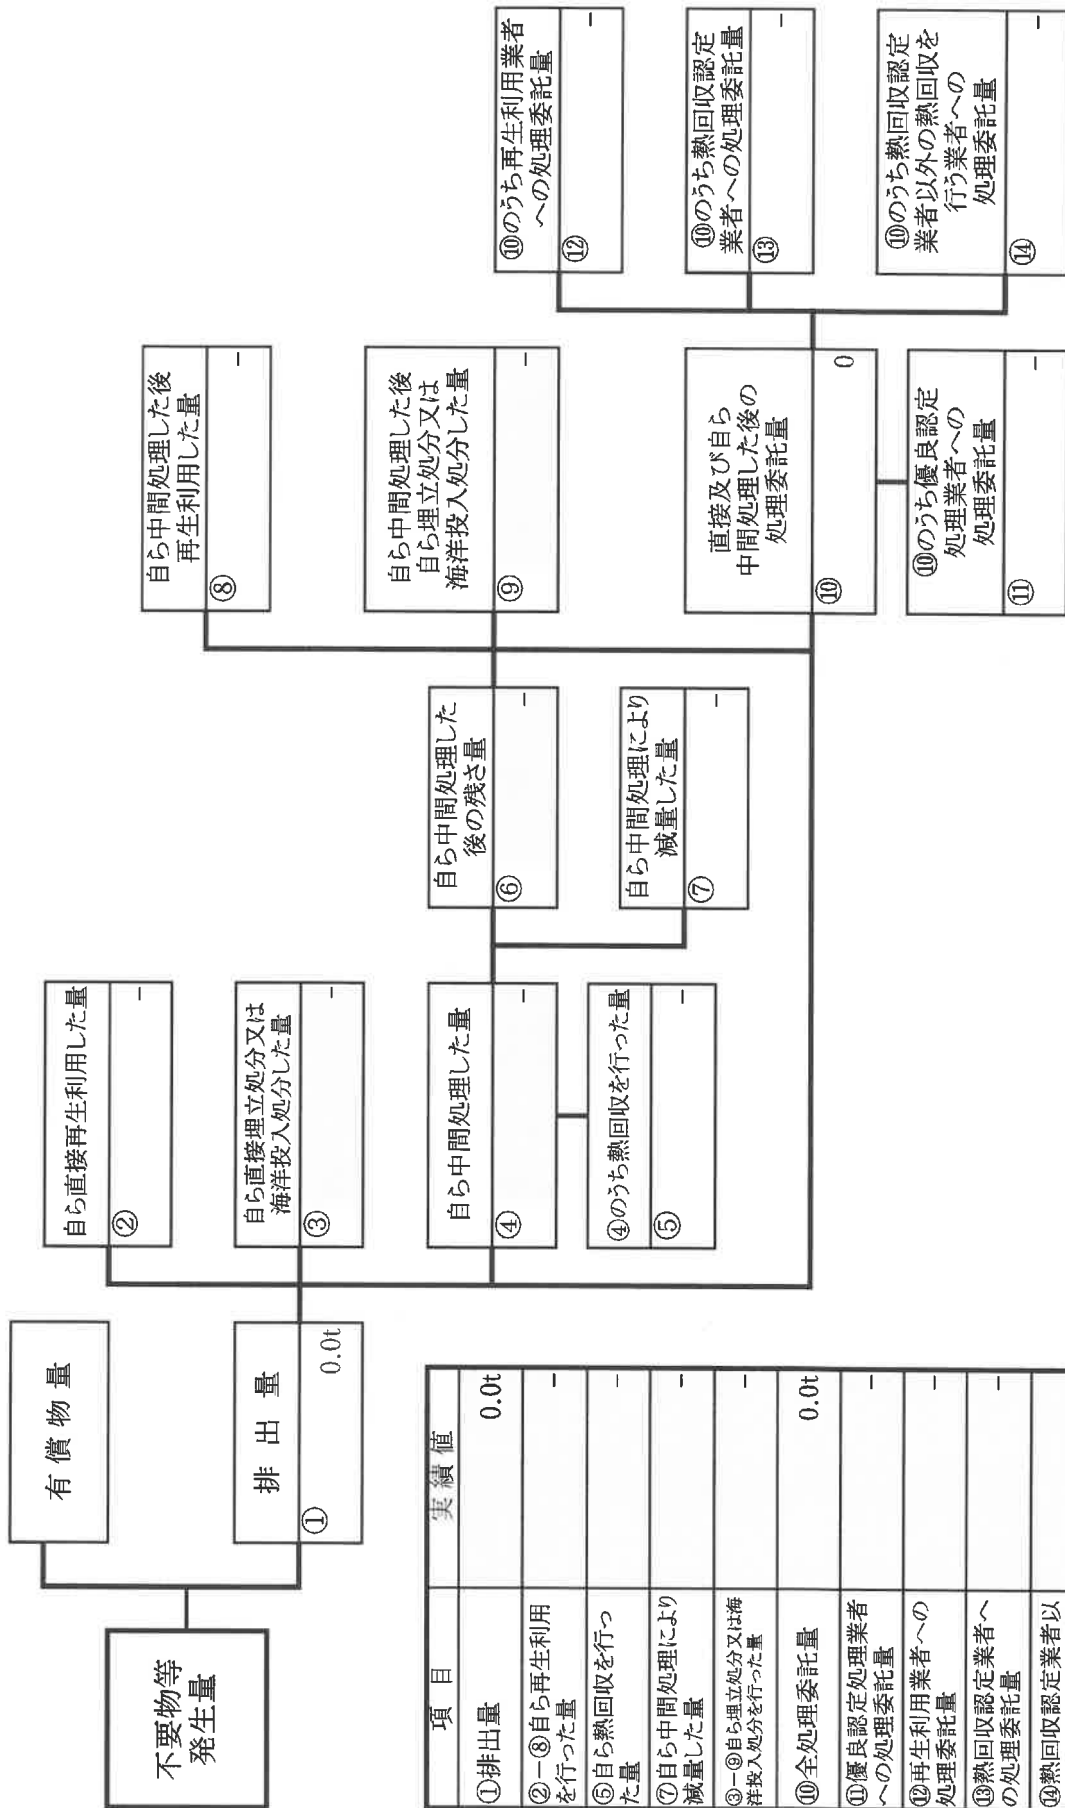 不要物等
発生量
有 償 物 量
排 出 量
①
0.0t
自ら直接再生利用した量
②
−
自ら直接埋立処分又は
海洋投入処分した量
③
−
自ら中間処理した量
④
−
④のうち熱回収を行った量
⑤
−
自ら中間処理した
後の残さ量
⑥
−
自ら中間処理により
減量した量
⑦
−
自ら中間処理した後
再生利用した量
⑧
−
自ら中間処理した後
自ら埋立処分又は
海洋投入処分した量
⑨
−
直接及び自ら
中間処理した後の
処理委託量
⑩
0
⑩のうち優良認定
処理業者への
処理委託量
⑪
−
⑩のうち再生利用業者
への処理委託量
⑫
−
⑩のうち熱回収認定
業者への処理委託量
⑬
−
⑩のうち熱回収認定
業者以外の熱回収を
行う業者への
処理委託量
⑭
−
項 目
実 績 値
①排出量
0.0t
②−⑧自ら再生利用
を行った量
−
⑤自ら熱回収を行っ
た量
−
⑦自ら中間処理により
減量した量
−
③−⑨自ら埋立処分又は海
洋投入処分を行った量
−
⑩全処理委託量
0.0t
⑪優良認定処理業者
への処理委託量
−
⑫再生利用業者への
処理委託量
−
⑬熱回収認定業者へ
の処理委託量
−
⑭熱回収認定業者以